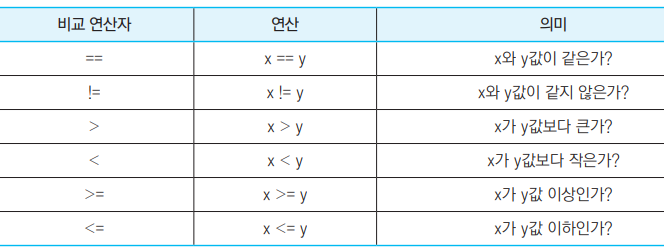 비교 연산자 연산 의미
== x == y x와 y값이 같은가?
!= x != y x와 y값이 같지 않은가?
> x > y x가 y값보다 큰가?
< x < y x가 y값보다 작은가?
>= x >= y x가 y값 이상인가?
<= x <= y x가 y값 이하인가?